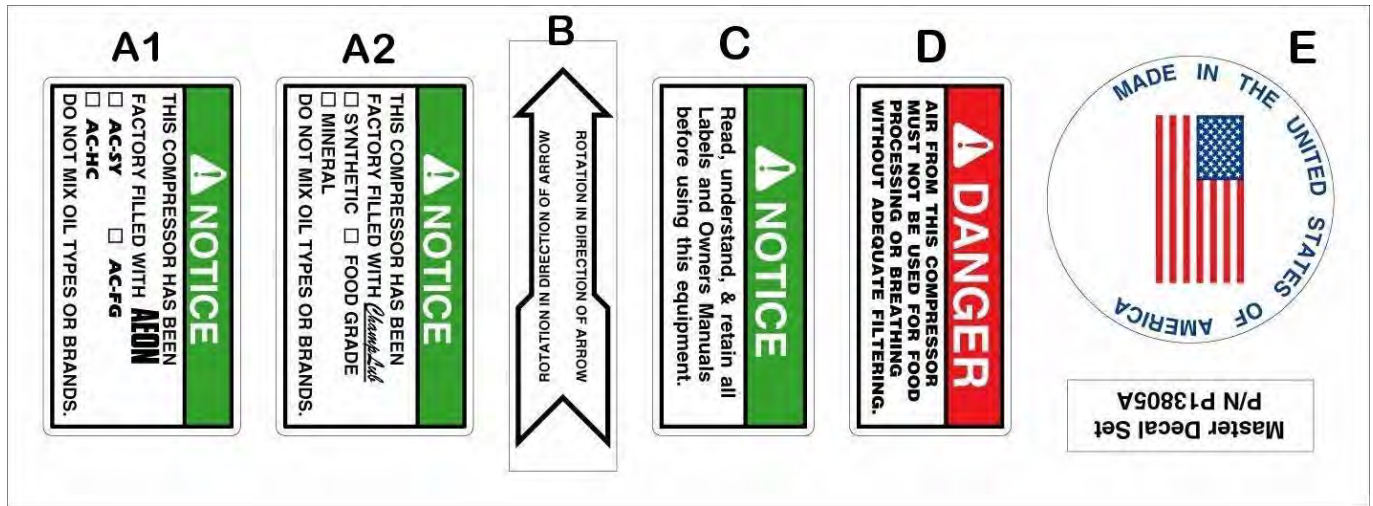 A1
NOTICE
THIS COMPRESSOR HAS BEEN
FACTORY FILLED WITH AEON
☐ AC-SY ☐ AC-FG
☐ AC-HC
DO NOT MIX OIL TYPES OR BRANDS.
A2
NOTICE
THIS COMPRESSOR HAS BEEN
FACTORY FILLED WITH ChampLub
☐ SYNTHETIC ☐ FOOD GRADE
☐ MINERAL
DO NOT MIX OIL TYPES OR BRANDS.
B
ROTATION IN DIRECTION OF ARROW
ROTATION IN DIRECTION OF ARROW
C
NOTICE
Read, understand, & retain all
Labels and Owners Manuals
before using this equipment.
D
DANGER
AIR FROM THIS COMPRESSOR
MUST NOT BE USED FOR FOOD
PROCESSING OR BREATHING
WITHOUT ADEQUATE FILTERING.
E
MADE IN THE UNITED STATES OF AMERICA
Master Decal Set
P/N P13805A